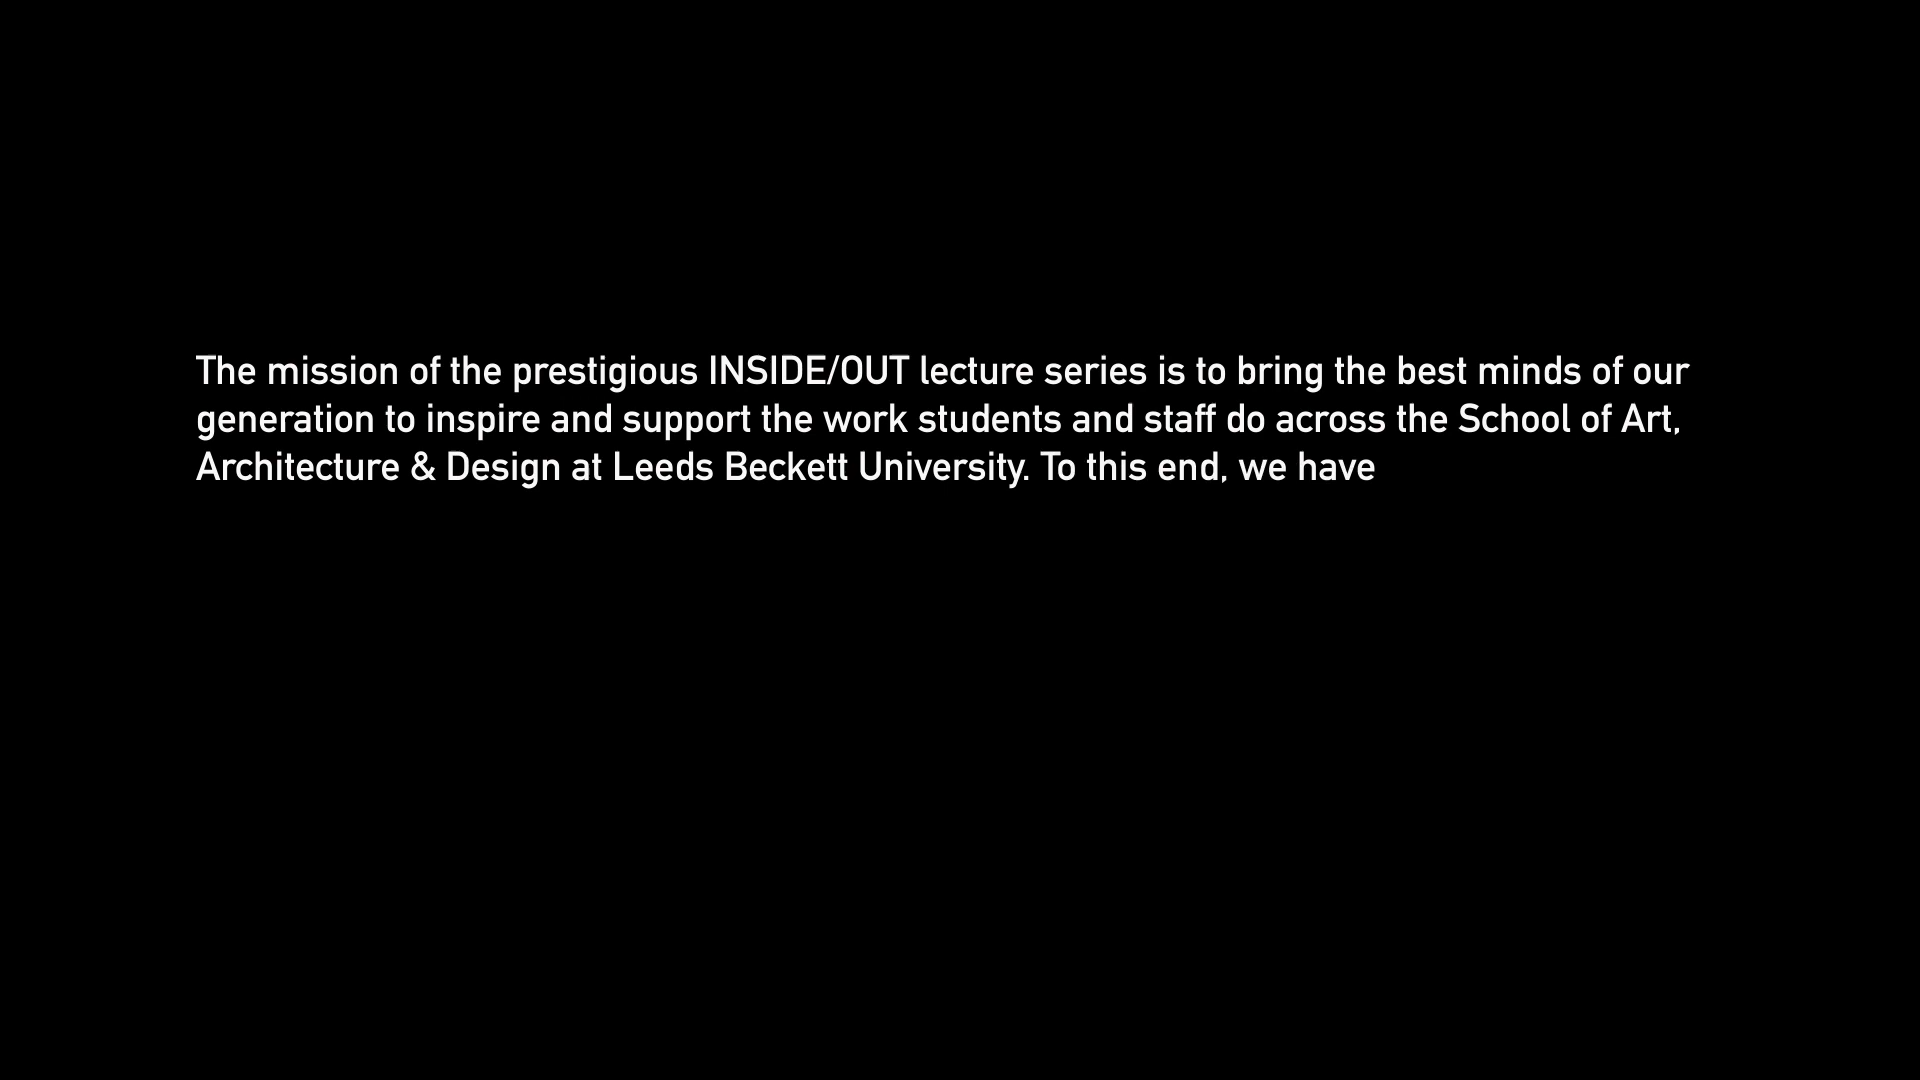 The mission of the prestigious INSIDE/OUT lecture series is to bring the best minds of our
generation to inspire and support the work students and staff do across the School of Art,
Architecture & Design at Leeds Beckett University. To this end, we have